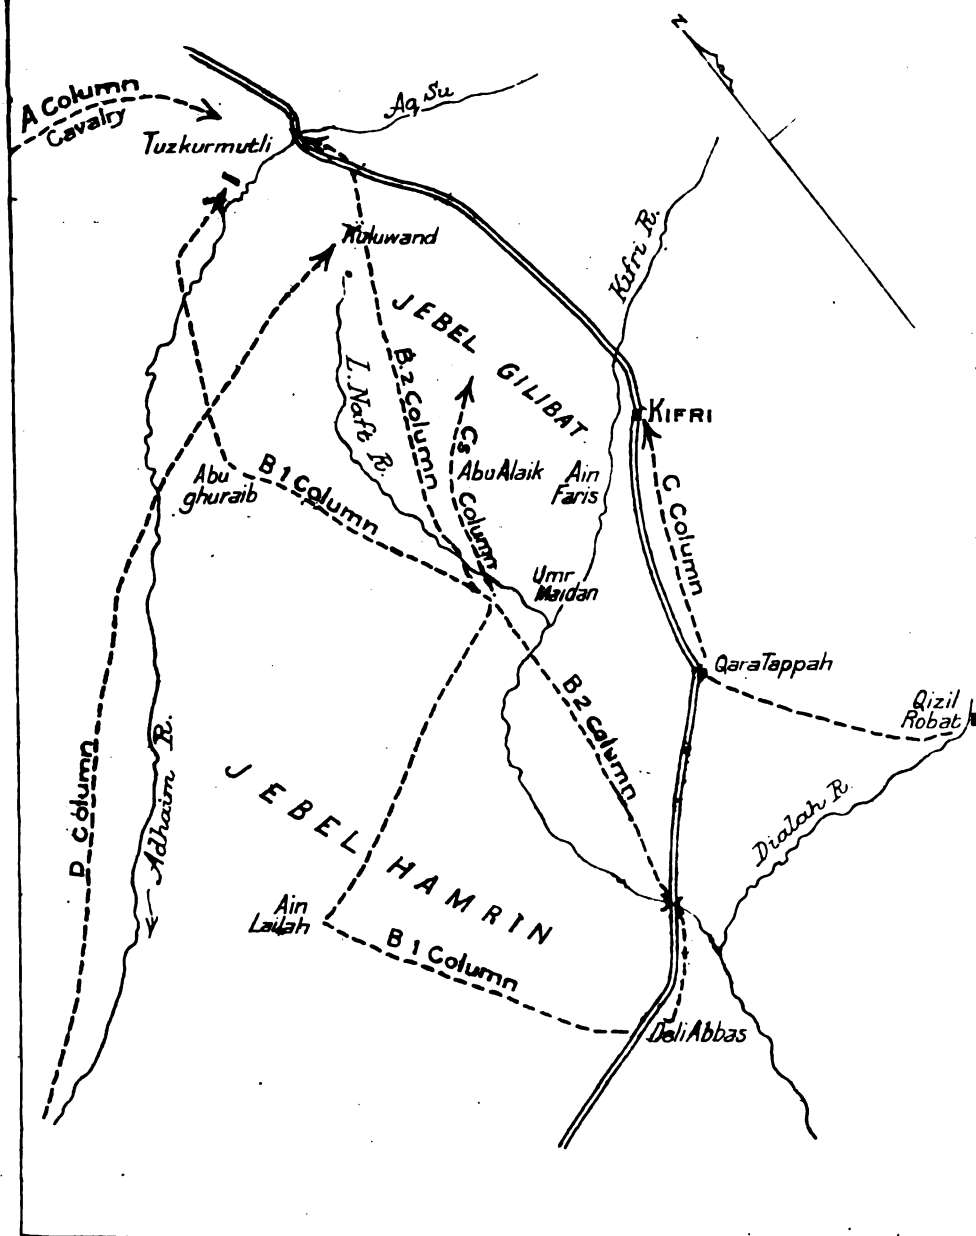 N
A Column
Cavalry
Aq Su
Tuzkurmutli
Kifri R.
Kuluwand
JEBEL GILIBAT
L. Naft R.
B.2 Column
KIFRI
Cs Column
Abu Alaik
Ain
Faris
Abu
ghuraib
B 1 Column
C Column
Umr
Maidan
Qara Tappah
B 2 Column
Qizil
Robat
D Column
Adhaim R.
JEBEL HAMRIN
Dialah R.
Ain
Lailah
B 1 Column
Deli Abbas